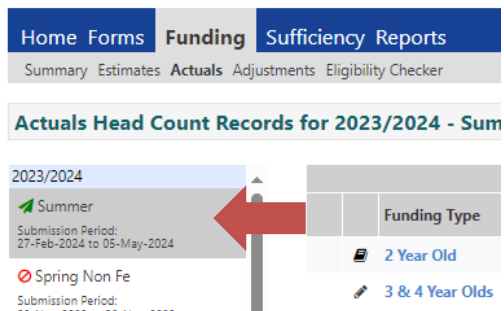 Home Forms Funding Sufficiency Reports
Summary Estimates Actuals Adjustments Eligibility Checker
Actuals Head Count Records for 2023/2024 - Sum
2023/2024
Summer
Submission Period:
27-Feb-2024 to 05-May-2024
Spring Non Fe
Submission Period:
Funding Type
2 Year Old
3 & 4 Year Olds